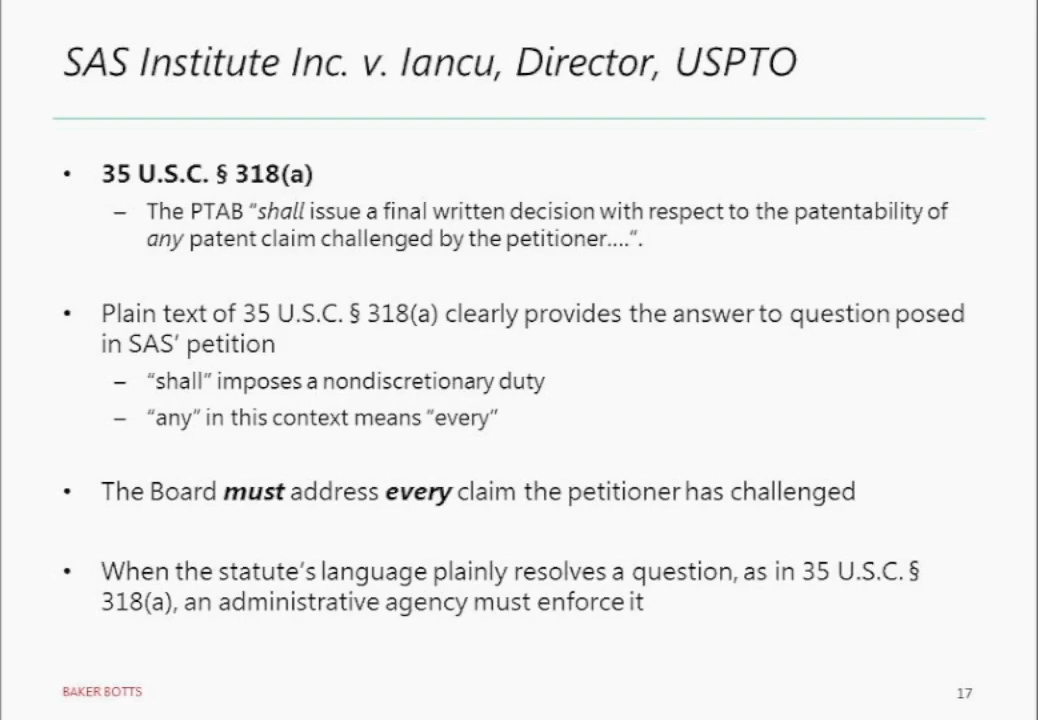 SAS Institute Inc. v. Iancu, Director, USPTO
• 35 U.S.C. § 318(a)
– The PTAB “shall issue a final written decision with respect to the patentability of
any patent claim challenged by the petitioner....”.
• Plain text of 35 U.S.C. § 318(a) clearly provides the answer to question posed
in SAS’ petition
– “shall” imposes a nondiscretionary duty
– “any” in this context means “every”
• The Board must address every claim the petitioner has challenged
• When the statute’s language plainly resolves a question, as in 35 U.S.C. §
318(a), an administrative agency must enforce it
BAKER BOTTS
17